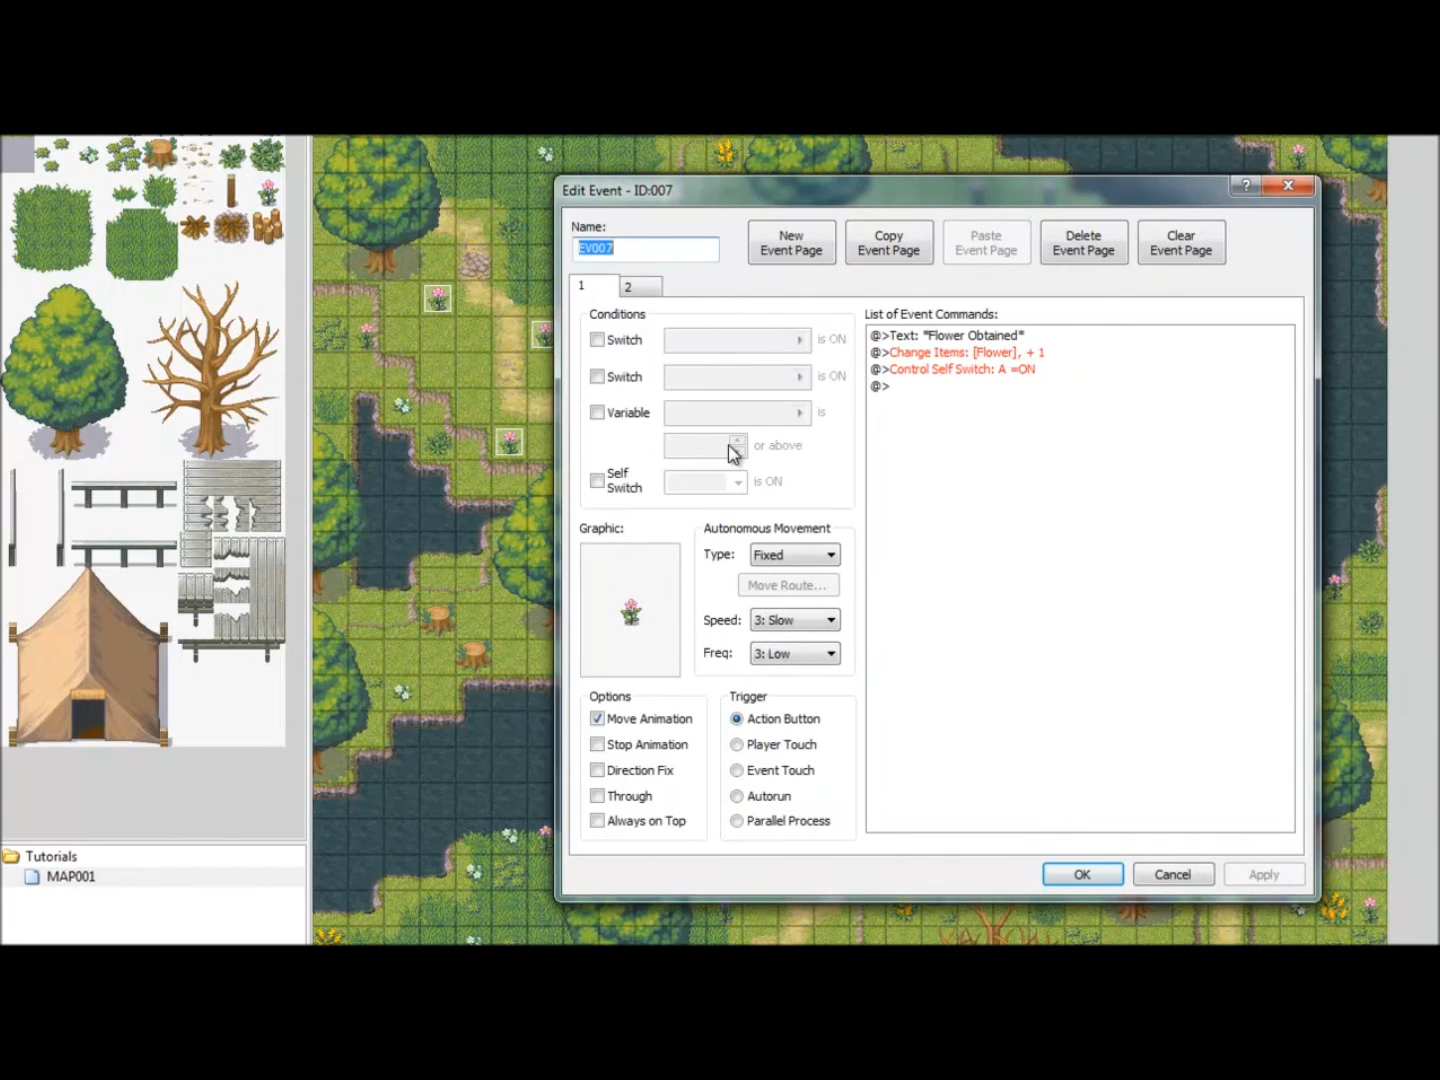 Edit Event - ID:007
?
Name:
EV007
New
Event Page
Copy
Event Page
Paste
Event Page
Delete
Event Page
Clear
Event Page
1
2
Conditions
Switch
is ON
Switch
is ON
Variable
is
or above
Self
Switch
is ON
Graphic:
Autonomous Movement
Type:
Fixed
Move Route...
Speed:
3: Slow
Freq:
3: Low
Options
Move Animation
Stop Animation
Direction Fix
Through
Always on Top
Trigger
Action Button
Player Touch
Event Touch
Autorun
Parallel Process
List of Event Commands:
@>Text: *Flower Obtained*
@>Change Items: [Flower], + 1
@>Control Self Switch: A =ON
@>
OK
Cancel
Apply
Tutorials
MAP001